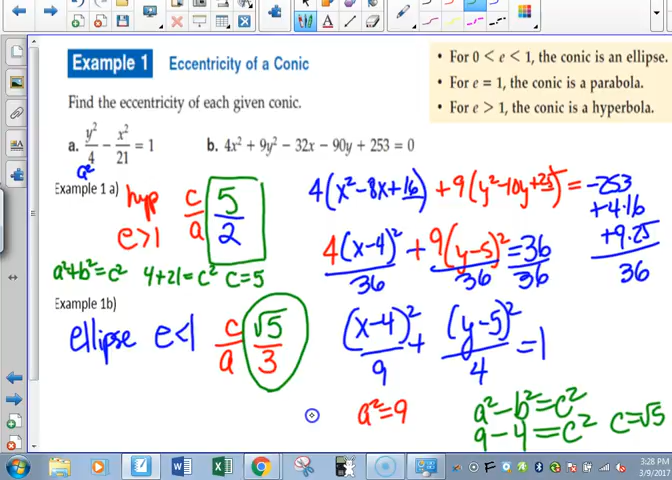 Example 1 Eccentricity of a Conic
• For 0 < e < 1, the conic is an ellipse.
• For e = 1, the conic is a parabola.
• For e > 1, the conic is a hyperbola.
Find the eccentricity of each given conic.
a. y²/4 − x²/21 = 1 b. 4x² + 9y² − 32x − 90y + 253 = 0
a²
Example 1 a)
hyp
e>1
c/a 5/2
a²+b²=c² 4+21=c² c=5
4(x²-8x+16) +9(y²-10y+25) = -253
+4·16
+9·25
36
4(x-4)²/36 + 9(y-5)²/36 = 36/36
Example 1b)
ellipse e<1 c/a √5/3
(x-4)²/9 + (y-5)²/4 = 1
a²=9
a²-b²=c²
9-4=c² c=√5
3:28 PM
3/9/2017